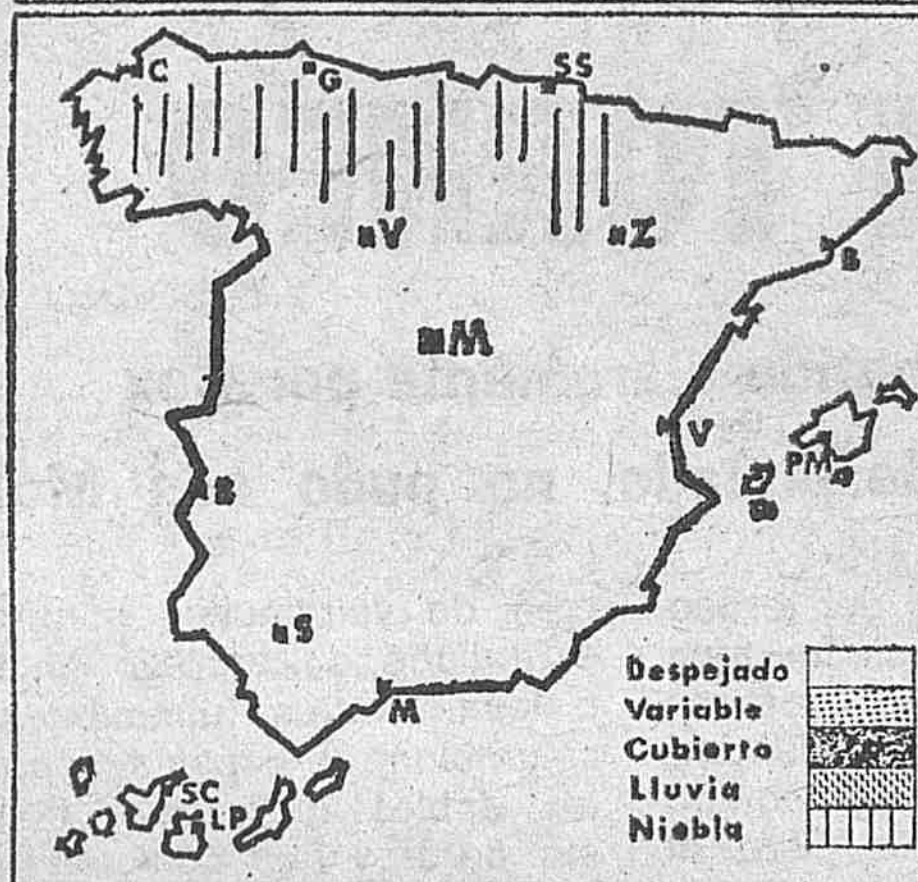 C
G
SS
V
Z
B
M
V
PM
B
S
M
SC
LP
Despejado
Variable
Cubierto
Lluvia
Niebla